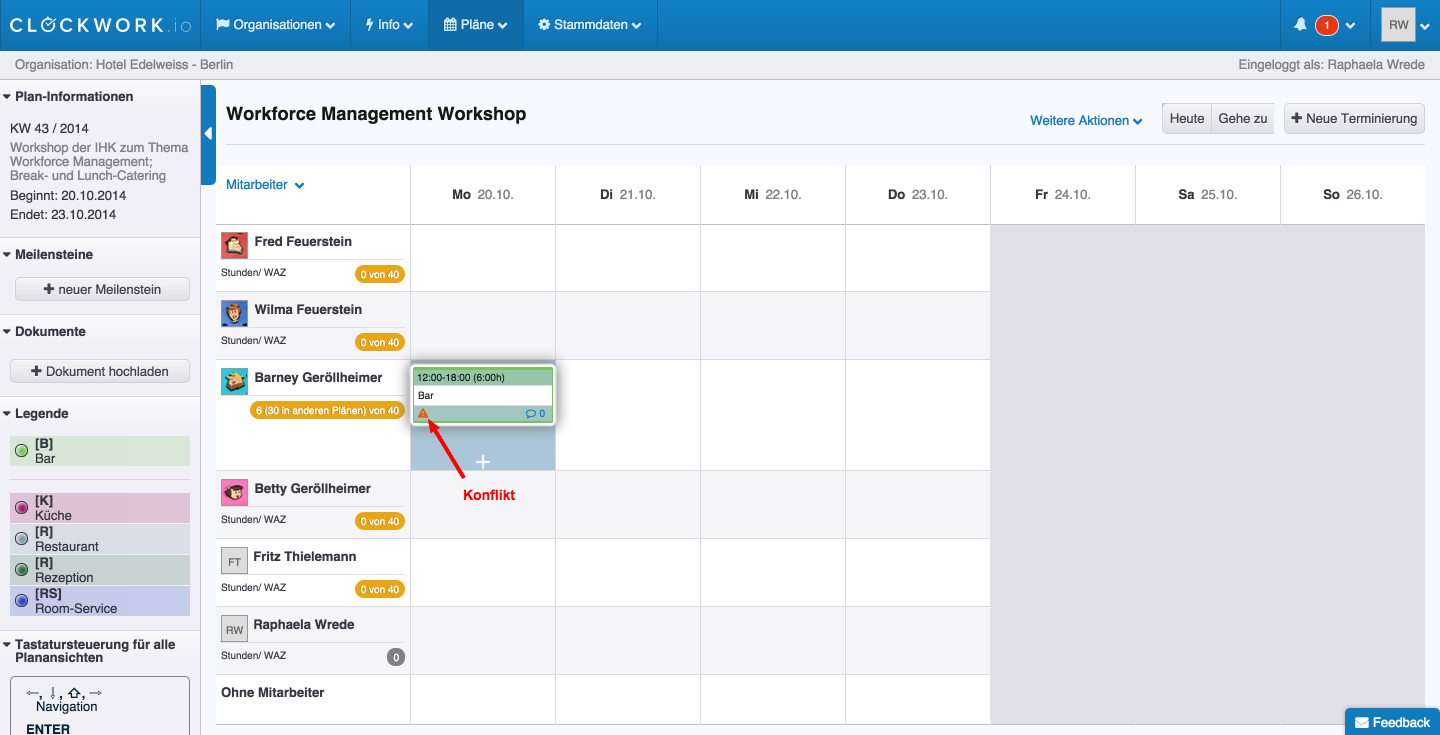 CLOCKWORK.io
Organisationen
Info
Pläne
Stammdaten
1
RW
Organisation: Hotel Edelweiss - Berlin
Eingeloggt als: Raphaela Wrede
Plan-Informationen
KW 43 / 2014
Workshop der IHK zum Thema
Workforce Management;
Break- und Lunch-Catering
Beginnt: 20.10.2014
Endet: 23.10.2014
Meilensteine
+ neuer Meilenstein
Dokumente
+ Dokument hochladen
Legende
[B]
Bar
[K]
Küche
[R]
Restaurant
[R]
Rezeption
[RS]
Room-Service
Tastatursteuerung für alle
Planansichten
←, ↓, ⇧, →
Navigation
ENTER
Workforce Management Workshop
Weitere Aktionen
Heute
Gehe zu
+ Neue Terminierung
Mitarbeiter
Mo 20.10.
Di 21.10.
Mi 22.10.
Do 23.10.
Fr 24.10.
Sa 25.10.
So 26.10.
Fred Feuerstein
Stunden/ WAZ
0 von 40
Wilma Feuerstein
Stunden/ WAZ
0 von 40
Barney Geröllheimer
6 (30 in anderen Plänen) von 40
12:00-18:00 (6:00h)
Bar
0
+
Konflikt
Betty Geröllheimer
Stunden/ WAZ
0 von 40
FT
Fritz Thielemann
Stunden/ WAZ
0 von 40
RW
Raphaela Wrede
Stunden/ WAZ
0
Ohne Mitarbeiter
Feedback